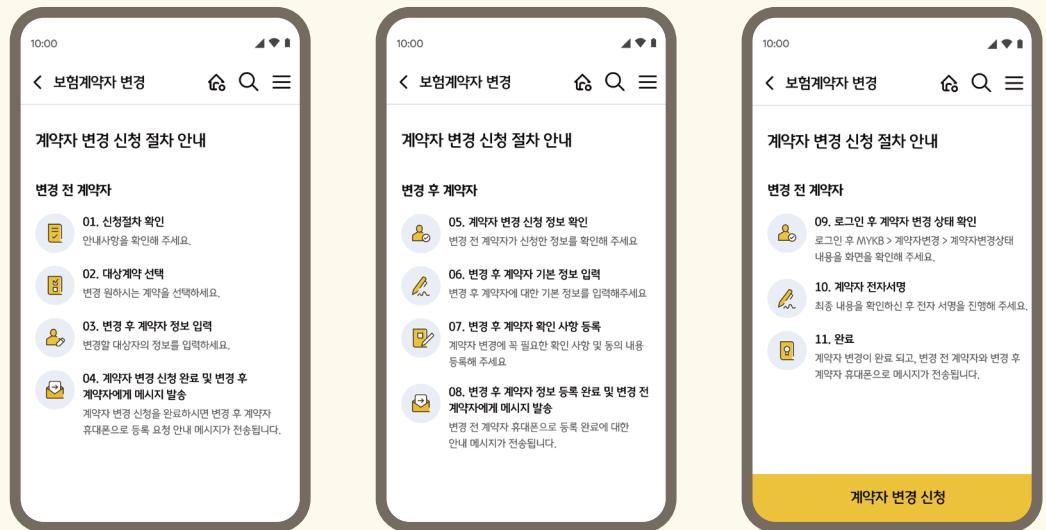 10:00
보험계약자 변경
계약자 변경 신청 절차 안내
변경 전 계약자
01. 신청절차 확인
안내사항을 확인해 주세요.
02. 대상계약 선택
변경 원하시는 계약을 선택하세요.
03. 변경 후 계약자 정보 입력
변경할 대상자의 정보를 입력하세요.
04. 계약자 변경 신청 완료 및 변경 후
계약자에게 메시지 발송
계약자 변경 신청을 완료하시면 변경 후 계약자
휴대폰으로 등록 요청 안내 메시지가 전송됩니다.
10:00
보험계약자 변경
계약자 변경 신청 절차 안내
변경 후 계약자
05. 계약자 변경 신청 정보 확인
변경 전 계약자가 신청한 정보를 확인해 주세요
06. 변경 후 계약자 기본 정보 입력
변경 후 계약자에 대한 기본 정보를 입력해주세요
07. 변경 후 계약자 확인 사항 등록
계약자 변경에 꼭 필요한 확인 사항 및 동의 내용
등록해 주세요
08. 변경 후 계약자 정보 등록 완료 및 변경 전
계약자에게 메시지 발송
변경 전 계약자 휴대폰으로 등록 완료에 대한
안내 메시지가 전송됩니다.
10:00
보험계약자 변경
계약자 변경 신청 절차 안내
변경 전 계약자
09. 로그인 후 계약자 변경 상태 확인
로그인 후 MYKB > 계약자변경 > 계약자변경상태
내용을 화면을 확인해 주세요.
10. 계약자 전자서명
최종 내용을 확인하신 후 전자 서명을 진행해 주세요.
11. 완료
계약자 변경이 완료 되고, 변경 전 계약자와 변경 후
계약자 휴대폰으로 메시지가 전송됩니다.
계약자 변경 신청